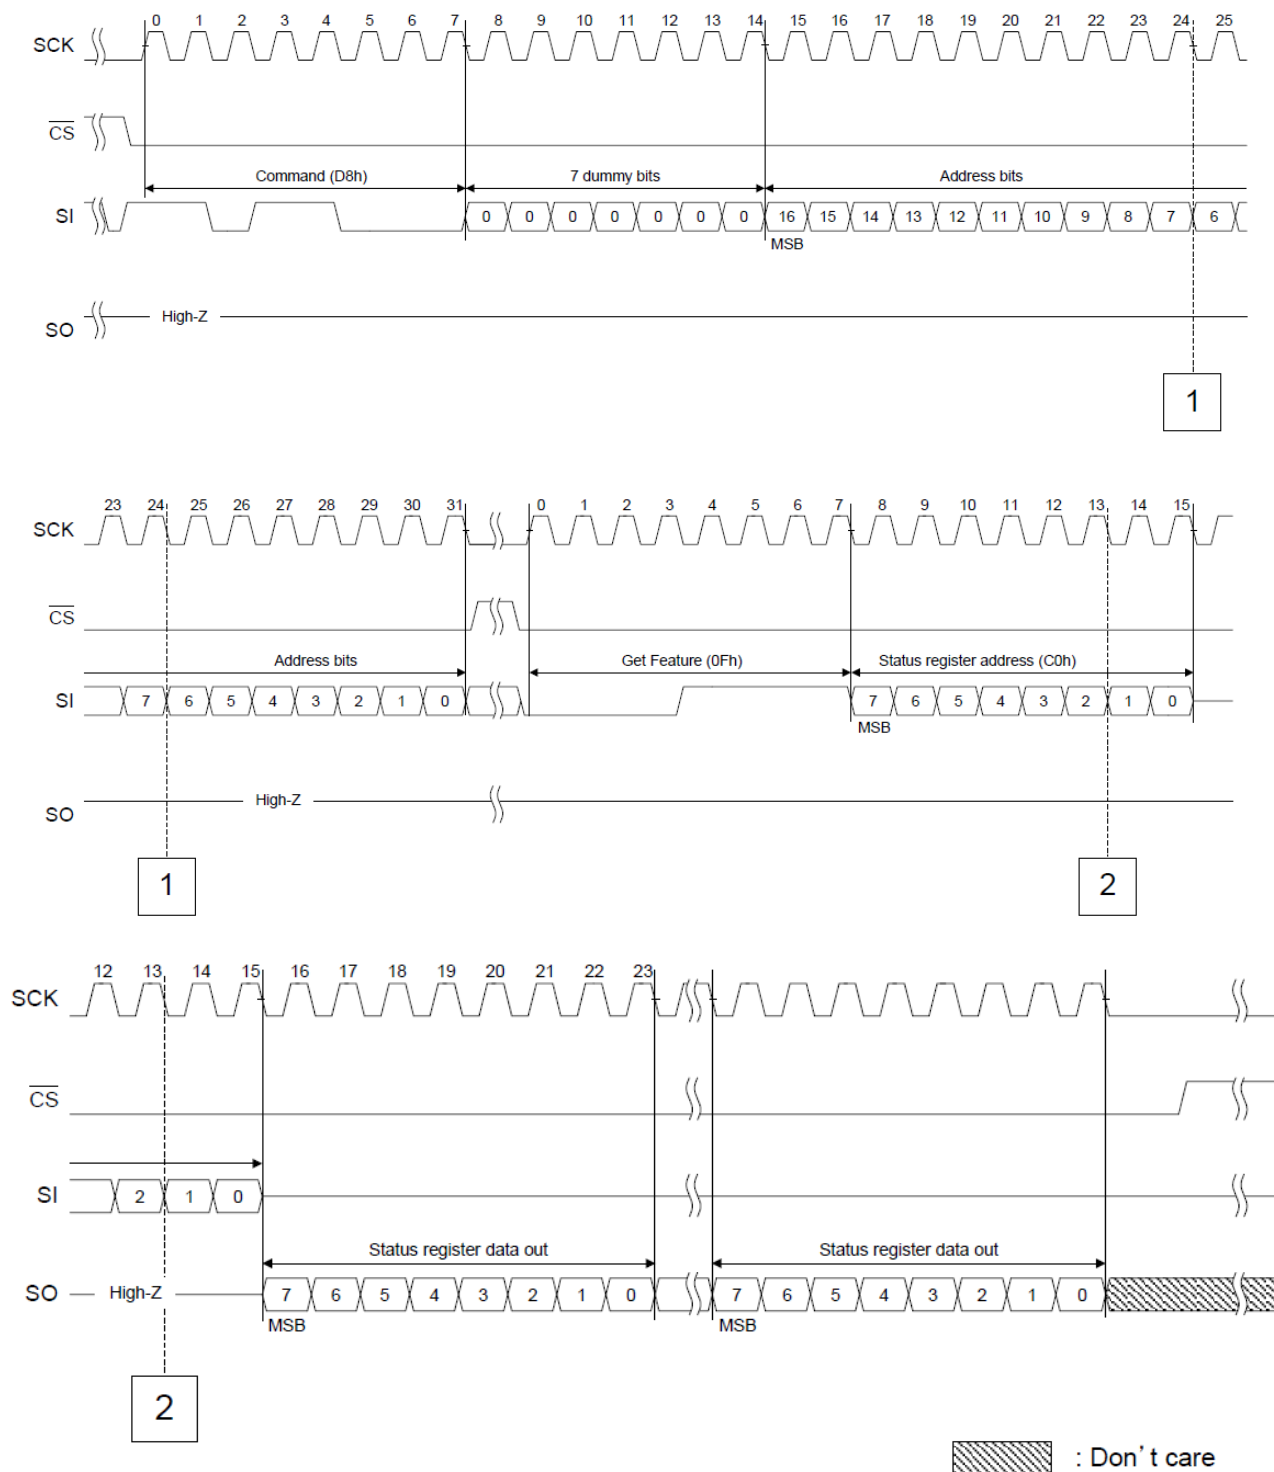 0 1 2 3 4 5 6 7 8 9 10 11 12 13 14 15 16 17 18 19 20 21 22 23 24 25
SCK
CS
Command (D8h) 7 dummy bits Address bits
SI 0 0 0 0 0 0 0 16 15 14 13 12 11 10 9 8 7 6
MSB
SO High-Z
1
23 24 25 26 27 28 29 30 31 0 1 2 3 4 5 6 7 8 9 10 11 12 13 14 15
SCK
CS
Address bits Get Feature (0Fh) Status register address (C0h)
SI 7 6 5 4 3 2 1 0 7 6 5 4 3 2 1 0
MSB
SO High-Z
1 2
12 13 14 15 16 17 18 19 20 21 22 23
SCK
CS
SI 2 1 0
Status register data out Status register data out
SO High-Z 7 6 5 4 3 2 1 0 7 6 5 4 3 2 1 0
MSB MSB
2
: Don't care